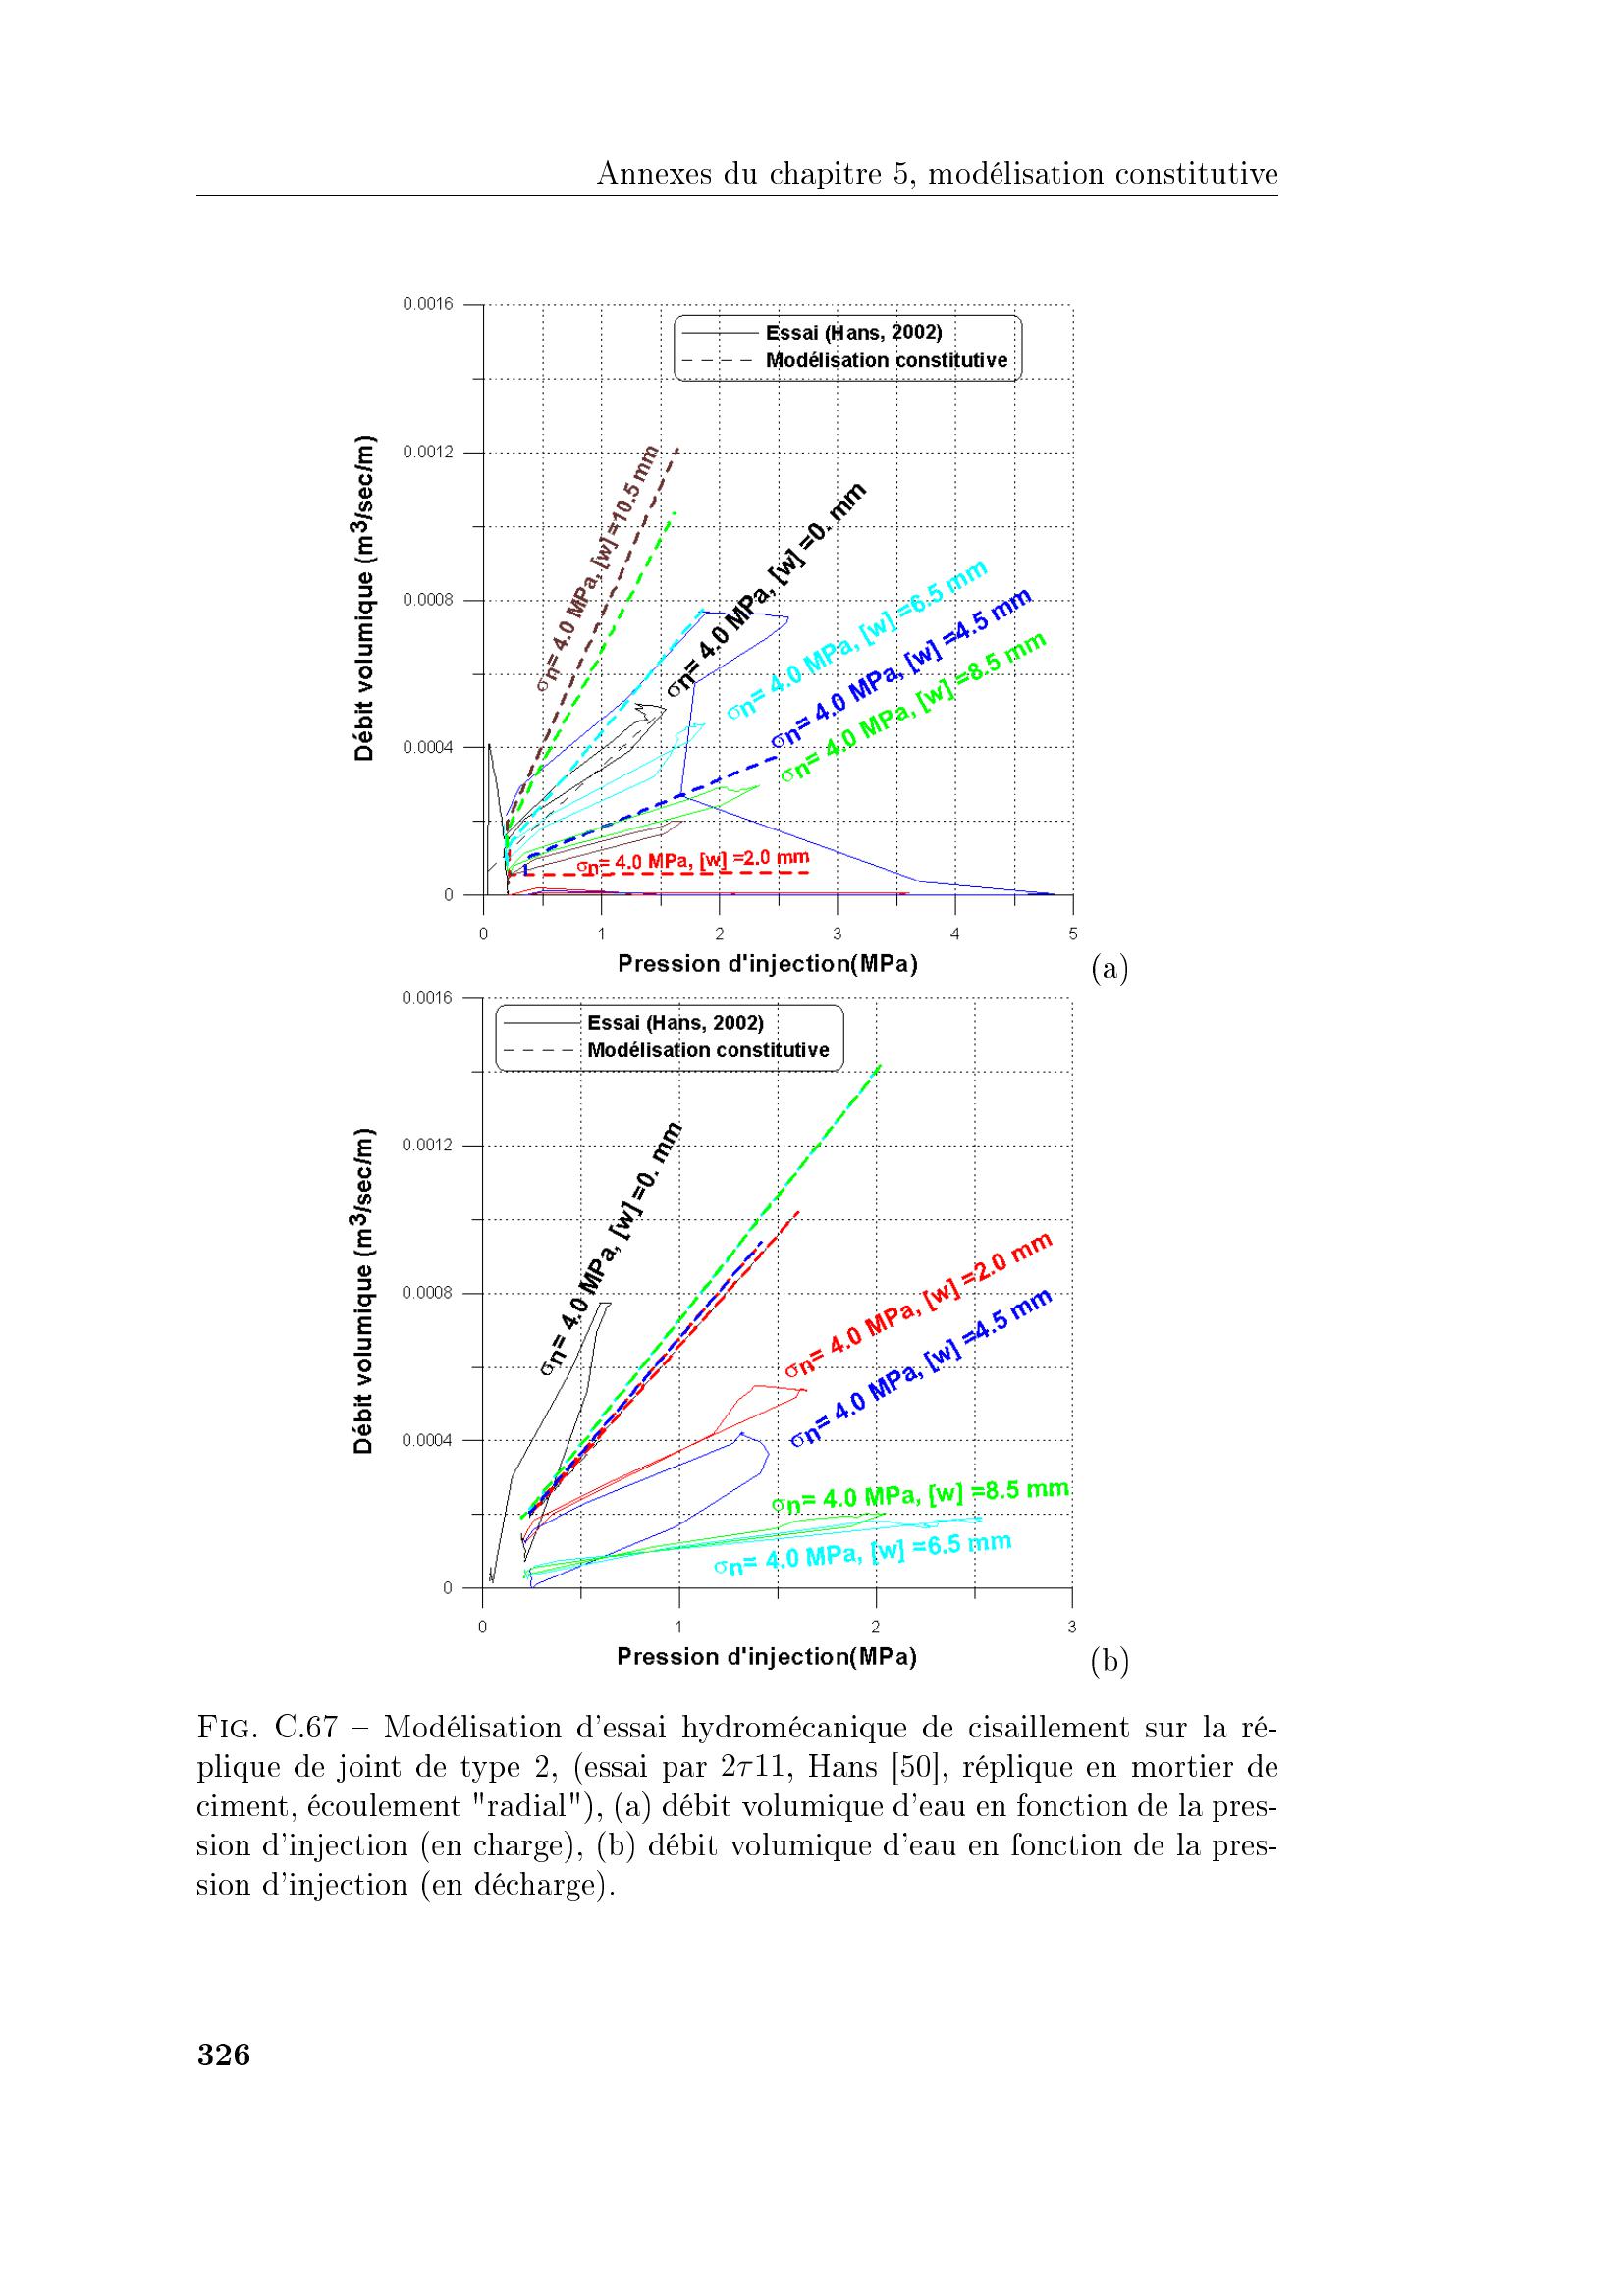 Annexes du chapitre 5, modélisation constitutive
0.0016
0.0012
0.0008
0.0004
0
Débit volumique (m³/sec/m)
Essai (Hans, 2002)
Modélisation constitutive
σn= 4.0 MPa, [w] =10.5 mm
σn= 4.0 MPa, [w] =0. mm
σn= 4.0 MPa, [w] =6.5 mm
σn= 4.0 MPa, [w] =4.5 mm
σn= 4.0 MPa, [w] =8.5 mm
σn= 4.0 MPa, [w] =2.0 mm
0 1 2 3 4 5
Pression d'injection(MPa)
(a)
0.0016
0.0012
0.0008
0.0004
0
Débit volumique (m³/sec/m)
Essai (Hans, 2002)
Modélisation constitutive
σn= 4.0 MPa, [w] =0. mm
σn= 4.0 MPa, [w] =2.0 mm
σn= 4.0 MPa, [w] =4.5 mm
σn= 4.0 MPa, [w] =8.5 mm
σn= 4.0 MPa, [w] =6.5 mm
0 1 2 3
Pression d'injection(MPa)
(b)
FIG. C.67 – Modélisation d'essai hydromécanique de cisaillement sur la ré-
plique de joint de type 2, (essai par 2τ11, Hans [50], réplique en mortier de
ciment, écoulement "radial"), (a) débit volumique d'eau en fonction de la pres-
sion d'injection (en charge), (b) débit volumique d'eau en fonction de la pres-
sion d'injection (en décharge).
326